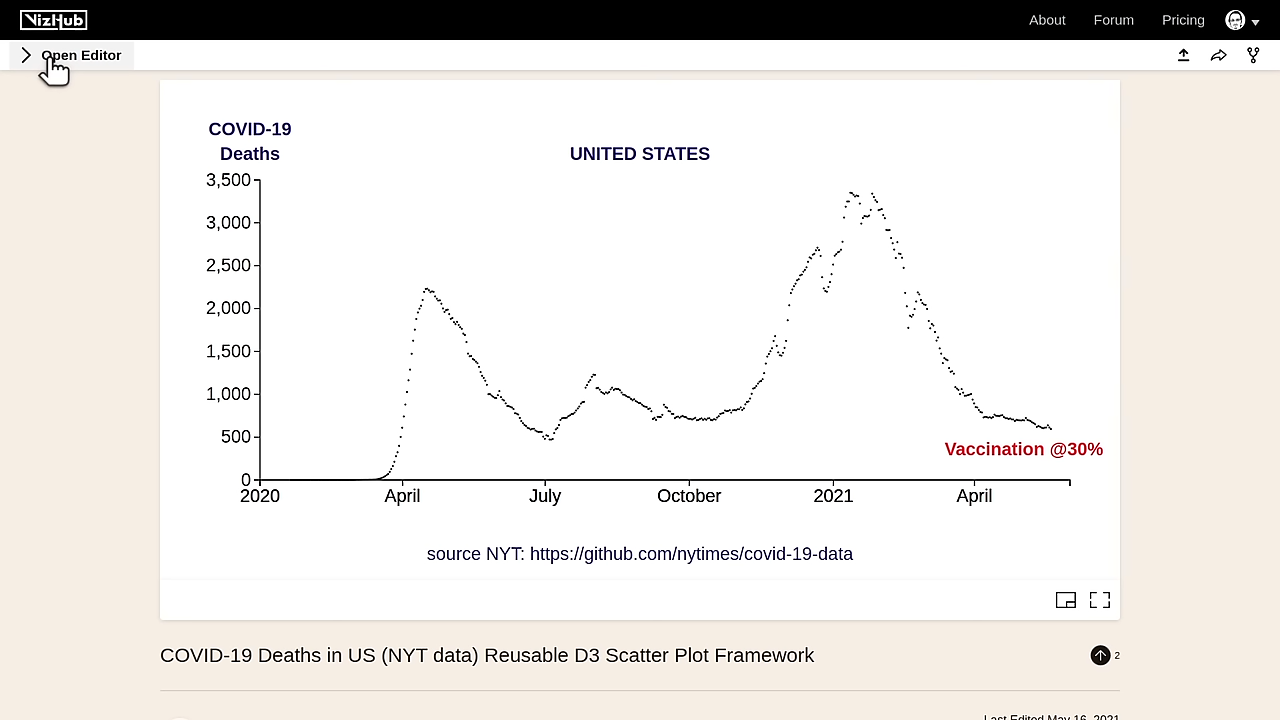 VizHub
About Forum Pricing
Open Editor
COVID-19
Deaths
UNITED STATES
3,500
3,000
2,500
2,000
1,500
1,000
500
0
Vaccination @30%
2020 April July October 2021 April
source NYT: https://github.com/nytimes/covid-19-data
COVID-19 Deaths in US (NYT data) Reusable D3 Scatter Plot Framework
2
Last Edited May 16, 2021